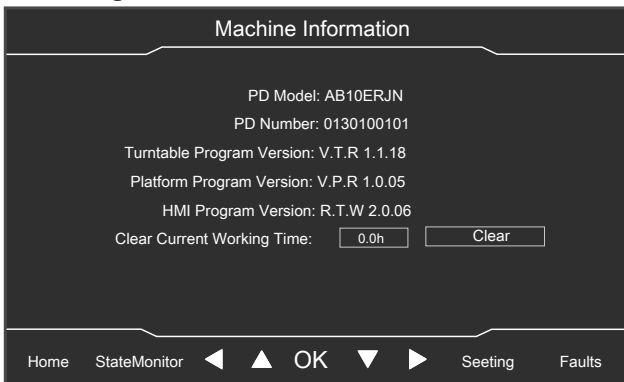 Machine Information
PD Model: AB10ERJN
PD Number: 0130100101
Turntable Program Version: V.T.R 1.1.18
Platform Program Version: V.P.R 1.0.05
HMI Program Version: R.T.W 2.0.06
Clear Current Working Time: 0.0h Clear
Home StateMonitor OK Seeting Faults